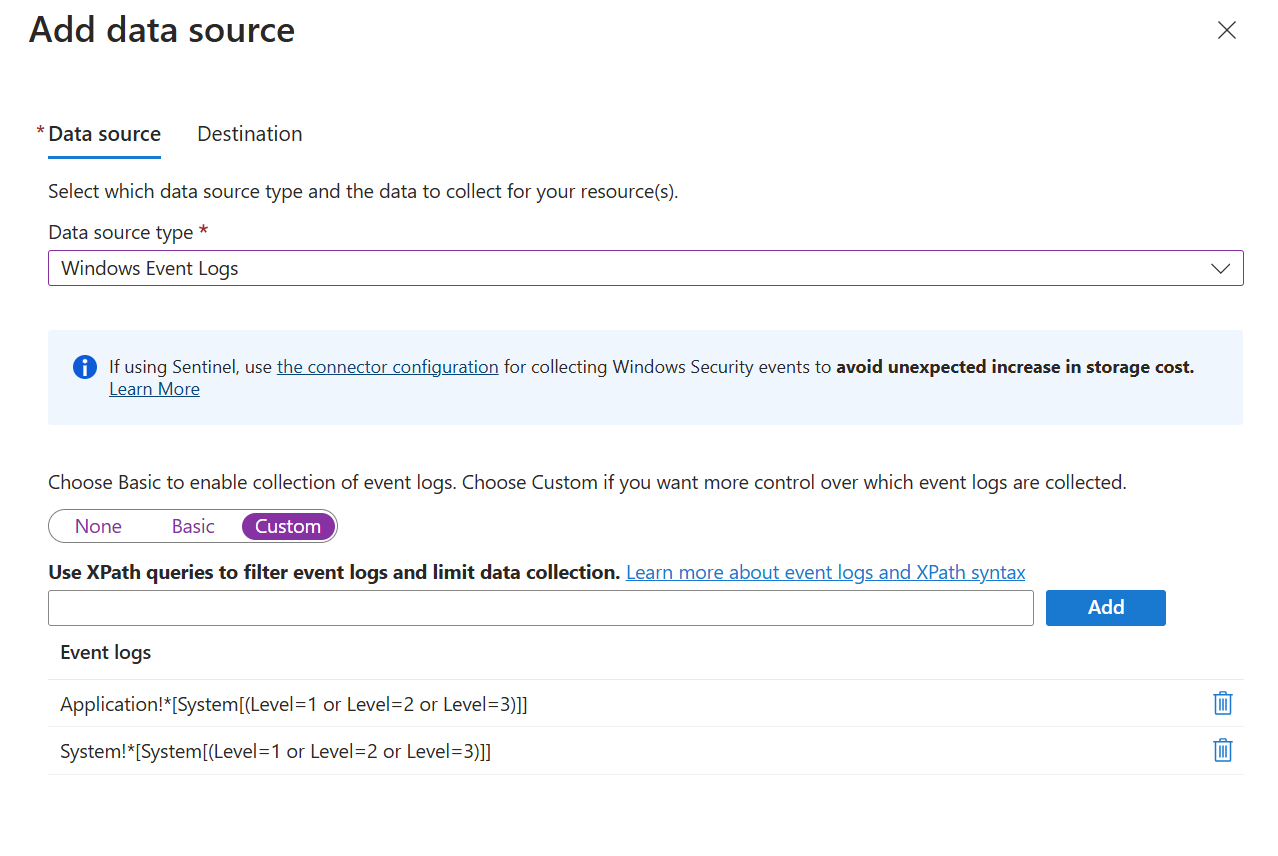 Add data source
* Data source Destination
Select which data source type and the data to collect for your resource(s).
Data source type *
Windows Event Logs
If using Sentinel, use the connector configuration for collecting Windows Security events to avoid unexpected increase in storage cost.
Learn More
Choose Basic to enable collection of event logs. Choose Custom if you want more control over which event logs are collected.
None Basic Custom
Use XPath queries to filter event logs and limit data collection. Learn more about event logs and XPath syntax
Add
Event logs
Application!*[System[(Level=1 or Level=2 or Level=3)]]
System!*[System[(Level=1 or Level=2 or Level=3)]]